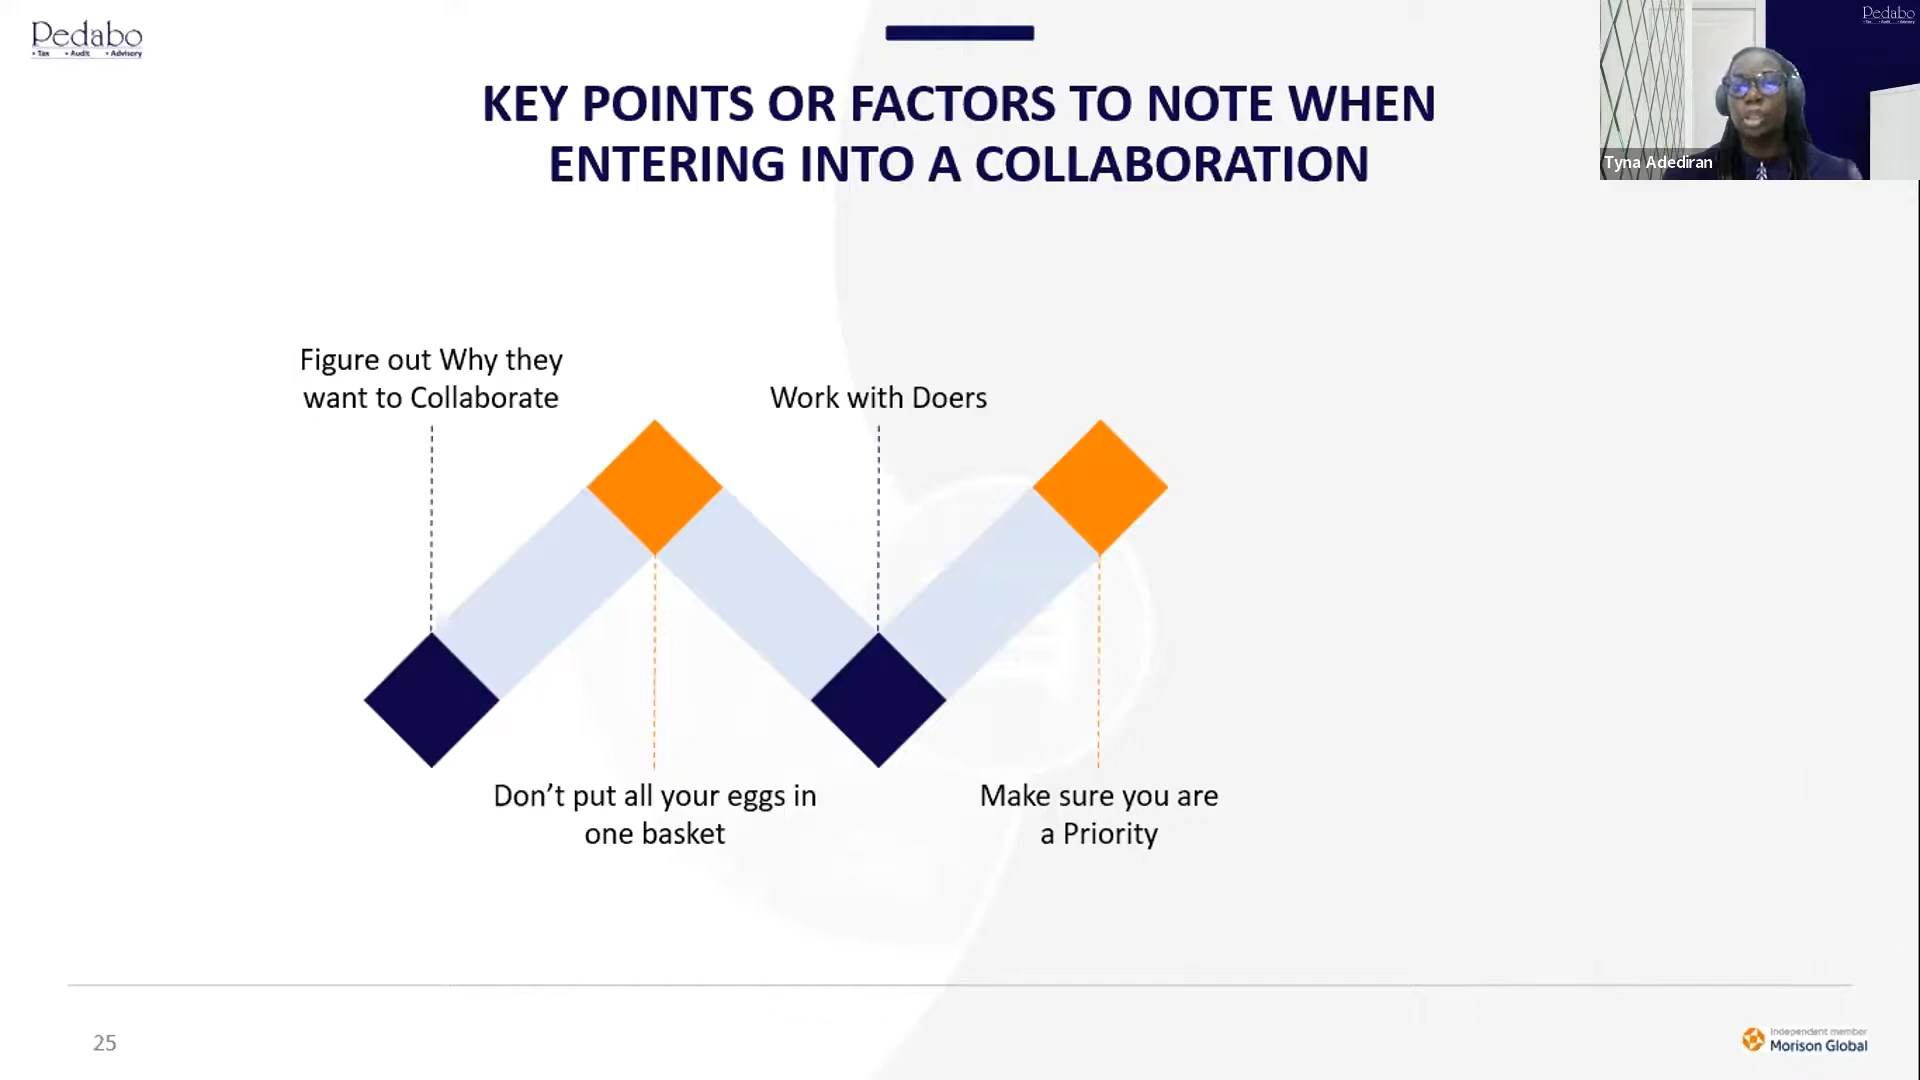 Pedabo
• Tax • Audit • Advisory
KEY POINTS OR FACTORS TO NOTE WHEN
ENTERING INTO A COLLABORATION
Pedabo
Tyna Adediran
Figure out Why they
want to Collaborate
Work with Doers
Don’t put all your eggs in
one basket
Make sure you are
a Priority
25
Independent member
Morison Global